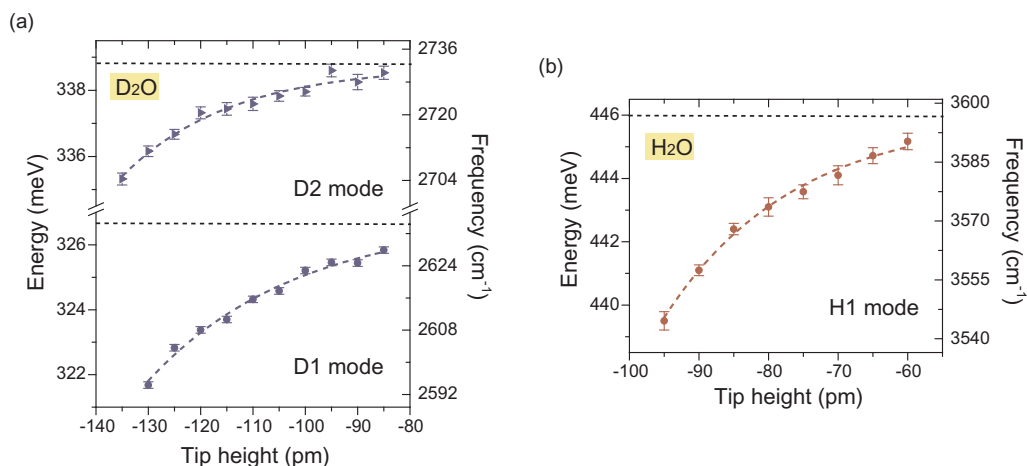 (a)
D2O
338
336
326
324
322
Energy (meV)
2736
2720
2704
2624
2608
2592
Frequency (cm-1)
D2 mode
D1 mode
-140
-130
-120
-110
-100
-90
-80
Tip height (pm)
(b)
H2O
446
444
442
440
Energy (meV)
3600
3585
3570
3555
3540
Frequency (cm-1)
H1 mode
-100
-90
-80
-70
-60
Tip height (pm)